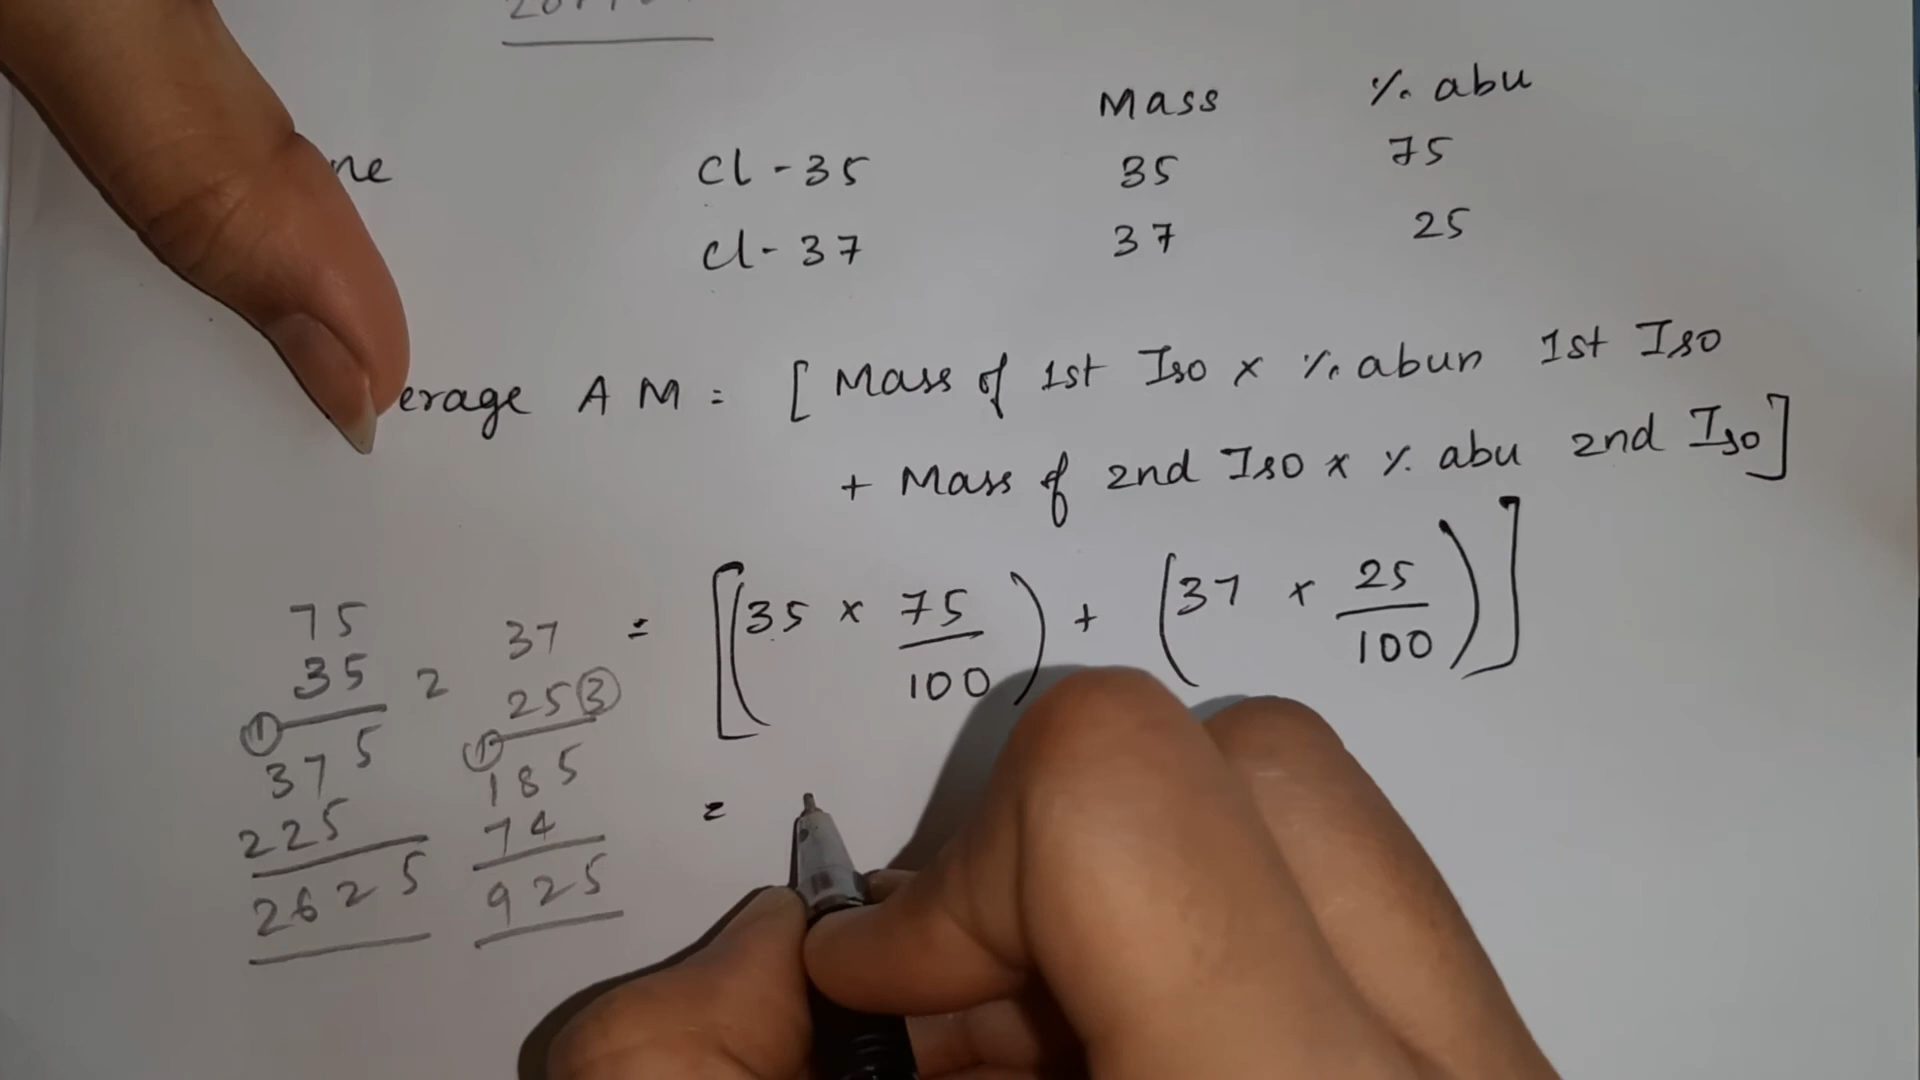 Mass % abu
Cl-35 35 75
Cl-37 37 25
erage AM = [Mass of 1st Iso x % abun 1st Iso
+ Mass of 2nd Iso x % abu 2nd Iso]
= [(35 x 75/100) + (37 x 25/100)]
=
75
35
1
375
225
2625
2
37
25 3
1
185
74
925